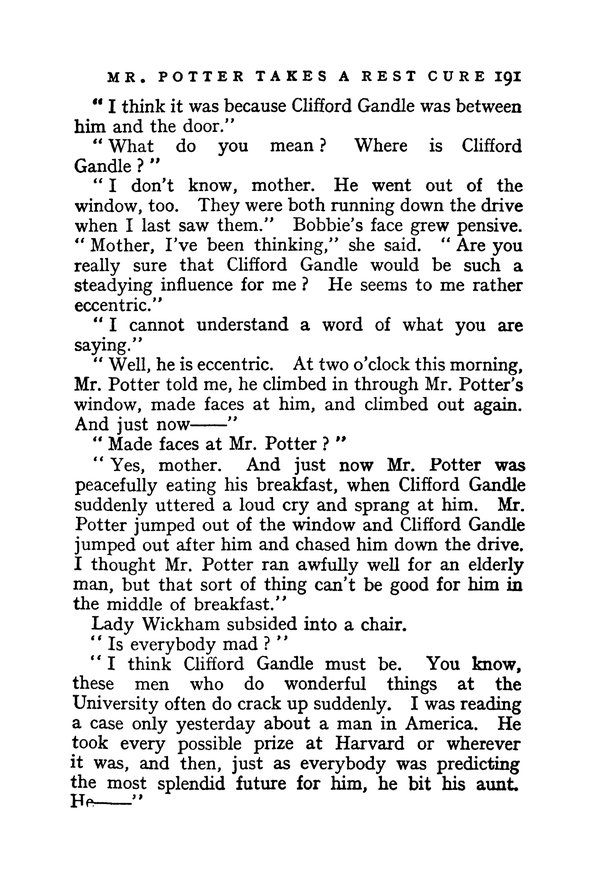 MR. POTTER TAKES A REST CURE 191
“ I think it was because Clifford Gandle was between
him and the door.”
“ What do you mean ? Where is Clifford
Gandle ? ”
“ I don’t know, mother. He went out of the
window, too. They were both running down the drive
when I last saw them.” Bobbie’s face grew pensive.
“ Mother, I’ve been thinking,” she said. “ Are you
really sure that Clifford Gandle would be such a
steadying influence for me ? He seems to me rather
eccentric.”
“ I cannot understand a word of what you are
saying.”
“ Well, he is eccentric. At two o’clock this morning,
Mr. Potter told me, he climbed in through Mr. Potter’s
window, made faces at him, and climbed out again.
And just now——”
“ Made faces at Mr. Potter ? ”
“ Yes, mother. And just now Mr. Potter was
peacefully eating his breakfast, when Clifford Gandle
suddenly uttered a loud cry and sprang at him. Mr.
Potter jumped out of the window and Clifford Gandle
jumped out after him and chased him down the drive.
I thought Mr. Potter ran awfully well for an elderly
man, but that sort of thing can’t be good for him in
the middle of breakfast.”
Lady Wickham subsided into a chair.
“ Is everybody mad ? ”
“ I think Clifford Gandle must be. You know,
these men who do wonderful things at the
University often do crack up suddenly. I was reading
a case only yesterday about a man in America. He
took every possible prize at Harvard or wherever
it was, and then, just as everybody was predicting
the most splendid future for him, he bit his aunt.
He——”